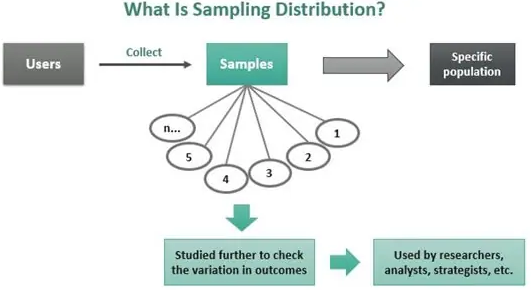 What Is Sampling Distribution?
Users
Collect
Samples
Specific
population
n...
5
4
3
2
1
Studied further to check
the variation in outcomes
Used by researchers,
analysts, strategists, etc.